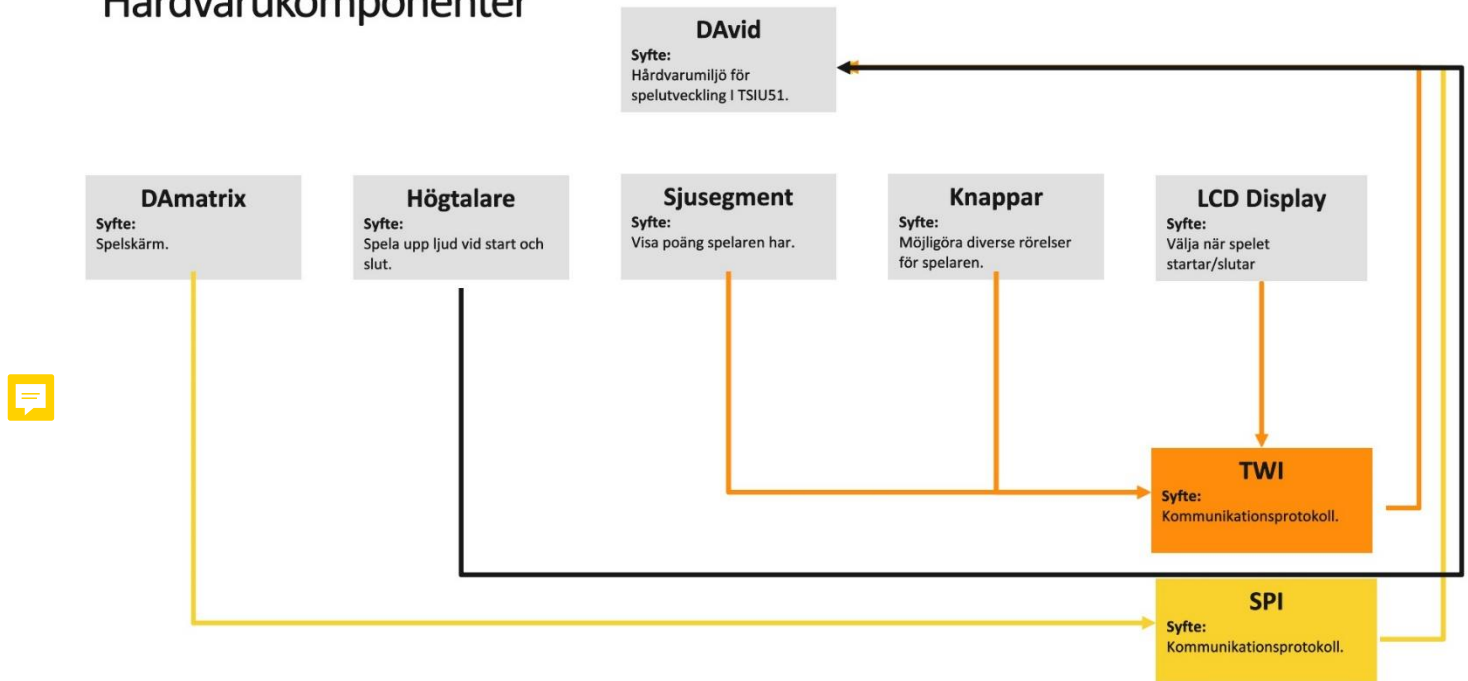 Hårdvarukomponenter
DAvid
Syfte:
Hårdvarumiljö för
spelutveckling I TSIU51.
DAmatrix
Syfte:
Spelskärm.
Högtalare
Syfte:
Spela upp ljud vid start och
slut.
Sjusegment
Syfte:
Visa poäng spelaren har.
Knappar
Syfte:
Möjligöra diverse rörelser
för spelaren.
LCD Display
Syfte:
Välja när spelet
startar/slutar
TWI
Syfte:
Kommunikationsprotokoll.
SPI
Syfte:
Kommunikationsprotokoll.